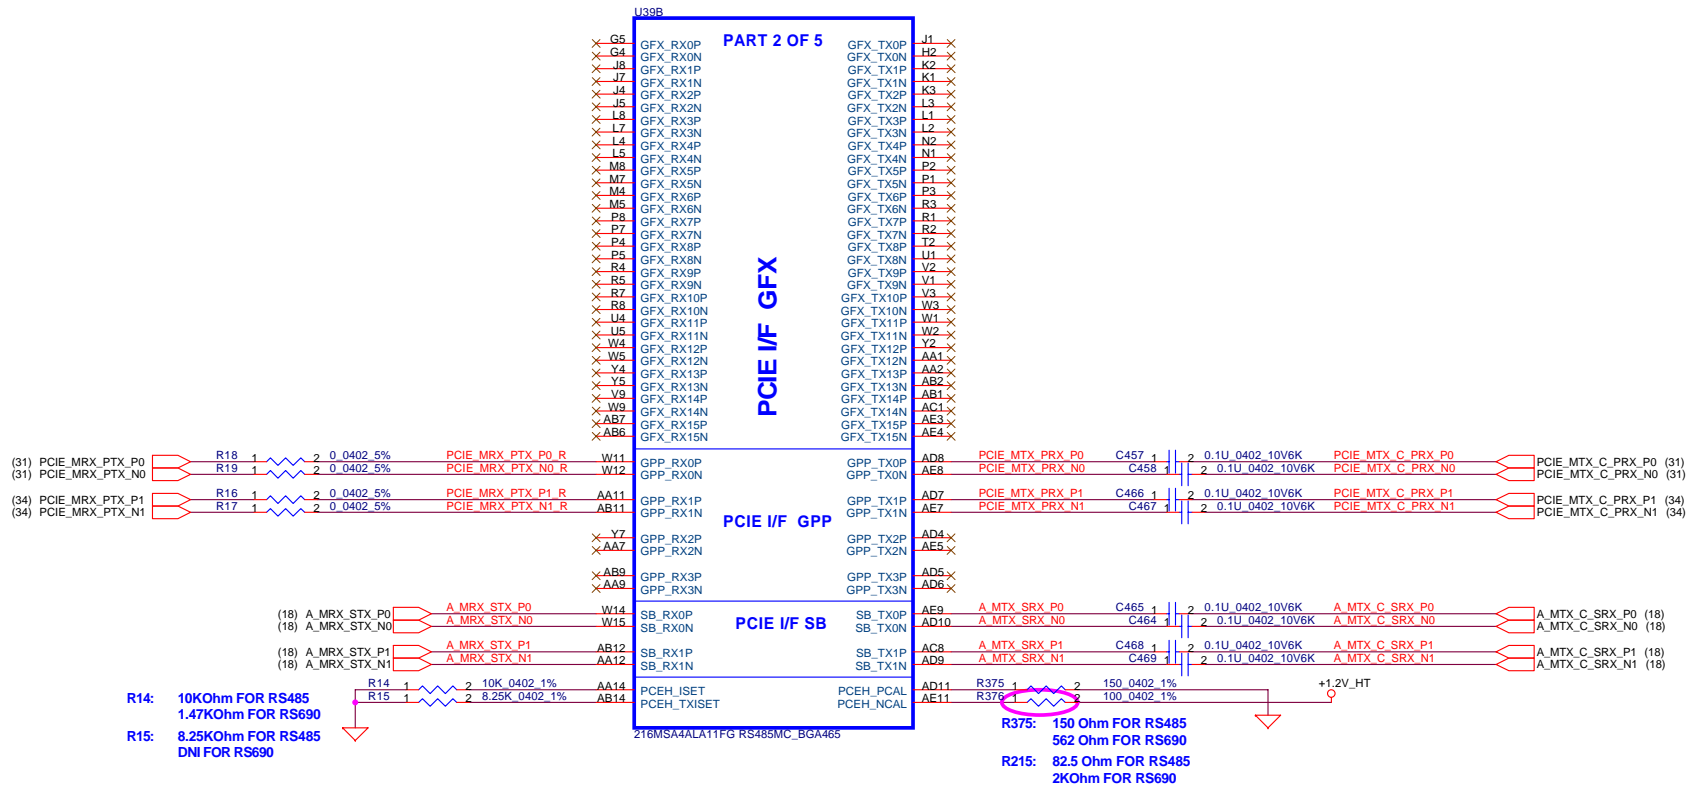 U39B
PART 2 OF 5
G5 GFX_RX0P GFX_TX0P J1
G4 GFX_RX0N GFX_TX0N H2
J8 GFX_RX1P GFX_TX1P K2
J7 GFX_RX1N GFX_TX1N K1
J4 GFX_RX2P GFX_TX2P K3
J5 GFX_RX2N GFX_TX2N L3
L8 GFX_RX3P GFX_TX3P L1
L7 GFX_RX3N GFX_TX3N L2
L4 GFX_RX4P GFX_TX4P N2
L5 GFX_RX4N GFX_TX4N N1
M8 GFX_RX5P GFX_TX5P P2
M7 GFX_RX5N GFX_TX5N P1
M4 GFX_RX6P GFX_TX6P P3
M5 GFX_RX6N GFX_TX6N R3
P8 GFX_RX7P GFX_TX7P R1
P7 GFX_RX7N GFX_TX7N R2
P4 GFX_RX8P GFX_TX8P T2
P5 GFX_RX8N GFX_TX8N U1
R4 GFX_RX9P GFX_TX9P V2
R5 GFX_RX9N GFX_TX9N V1
R7 GFX_RX10P GFX_TX10P V3
R8 GFX_RX10N GFX_TX10N W3
U4 GFX_RX11P GFX_TX11P W1
U5 GFX_RX11N GFX_TX11N W2
W4 GFX_RX12P GFX_TX12P Y2
W5 GFX_RX12N GFX_TX12N AA1
Y4 GFX_RX13P GFX_TX13P AA2
Y5 GFX_RX13N GFX_TX13N AB2
V9 GFX_RX14P GFX_TX14P AB1
W9 GFX_RX14N GFX_TX14N AC1
AB7 GFX_RX15P GFX_TX15P AE3
AB6 GFX_RX15N GFX_TX15N AE4
PCIE I/F GFX
(31) PCIE_MRX_PTX_P0 R18 1 2 0_0402_5% PCIE_MRX_PTX_P0_R W11 GPP_RX0P GPP_TX0P AD8 PCIE_MTX_PRX_P0 C457 1 2 0.1U_0402_10V6K PCIE_MTX_C_PRX_P0 PCIE_MTX_C_PRX_P0 (31)
(31) PCIE_MRX_PTX_N0 R19 1 2 0_0402_5% PCIE_MRX_PTX_N0_R W12 GPP_RX0N GPP_TX0N AE8 PCIE_MTX_PRX_N0 C458 1 2 0.1U_0402_10V6K PCIE_MTX_C_PRX_N0 PCIE_MTX_C_PRX_N0 (31)
(34) PCIE_MRX_PTX_P1 R16 1 2 0_0402_5% PCIE_MRX_PTX_P1_R AA11 GPP_RX1P GPP_TX1P AD7 PCIE_MTX_PRX_P1 C466 1 2 0.1U_0402_10V6K PCIE_MTX_C_PRX_P1 PCIE_MTX_C_PRX_P1 (34)
(34) PCIE_MRX_PTX_N1 R17 1 2 0_0402_5% PCIE_MRX_PTX_N1_R AB11 GPP_RX1N GPP_TX1N AE7 PCIE_MTX_PRX_N1 C467 1 2 0.1U_0402_10V6K PCIE_MTX_C_PRX_N1 PCIE_MTX_C_PRX_N1 (34)
PCIE I/F GPP
Y7 GPP_RX2P GPP_TX2P AD4
AA7 GPP_RX2N GPP_TX2N AE5
AB9 GPP_RX3P GPP_TX3P AD5
AA9 GPP_RX3N GPP_TX3N AD6
(18) A_MRX_STX_P0 A_MRX_STX_P0 W14 SB_RX0P SB_TX0P AE9 A_MTX_SRX_P0 C465 1 2 0.1U_0402_10V6K A_MTX_C_SRX_P0 A_MTX_C_SRX_P0 (18)
(18) A_MRX_STX_N0 A_MRX_STX_N0 W15 SB_RX0N SB_TX0N AD10 A_MTX_SRX_N0 C464 1 2 0.1U_0402_10V6K A_MTX_C_SRX_N0 A_MTX_C_SRX_N0 (18)
PCIE I/F SB
(18) A_MRX_STX_P1 A_MRX_STX_P1 AB12 SB_RX1P SB_TX1P AC8 A_MTX_SRX_P1 C468 1 2 0.1U_0402_10V6K A_MTX_C_SRX_P1 A_MTX_C_SRX_P1 (18)
(18) A_MRX_STX_N1 A_MRX_STX_N1 AA12 SB_RX1N SB_TX1N AD9 A_MTX_SRX_N1 C469 1 2 0.1U_0402_10V6K A_MTX_C_SRX_N1 A_MTX_C_SRX_N1 (18)
R14 1 2 10K_0402_1% AA14 PCEH_ISET PCEH_PCAL AD11 R375 1 2 150_0402_1% +1.2V_HT
R15 1 2 8.25K_0402_1% AB14 PCEH_TXISET PCEH_NCAL AE11 R376 1 2 100_0402_1%
R14: 10KOhm FOR RS485
1.47KOhm FOR RS690
R15: 8.25KOhm FOR RS485
DNI FOR RS690
216MSA4ALA11FG RS485MC_BGA465
R375: 150 Ohm FOR RS485
562 Ohm FOR RS690
R215: 82.5 Ohm FOR RS485
2KOhm FOR RS690